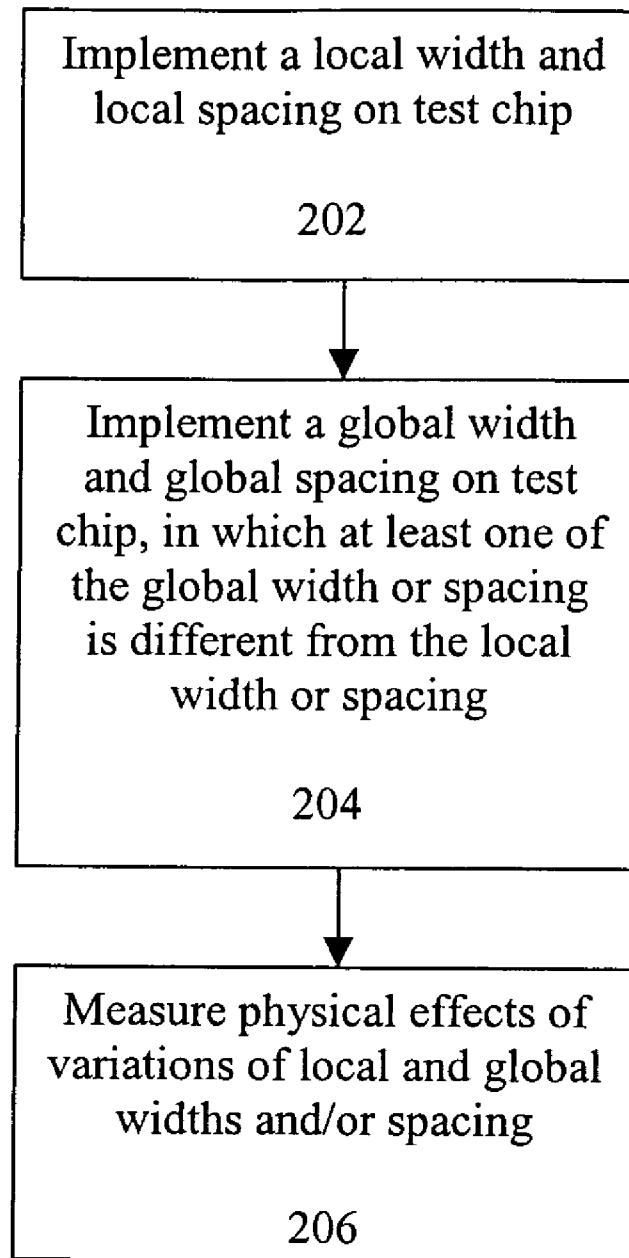 Implement a local width and
local spacing on test chip
202
Implement a global width
and global spacing on test
chip, in which at least one of
the global width or spacing
is different from the local
width or spacing
204
Measure physical effects of
variations of local and global
widths and/or spacing
206